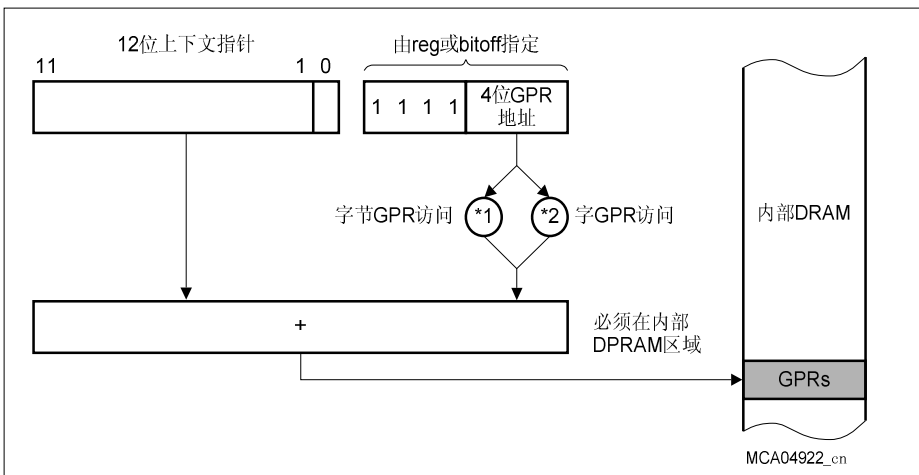 12位上下文指针
由reg或bitoff指定
11 1 0
1 1 1 1
4位GPR
地址
字节GPR访问
*1
*2
字GPR访问
内部DRAM
+
必须在内部
DPRAM区域
GPRs
MCA04922_cn